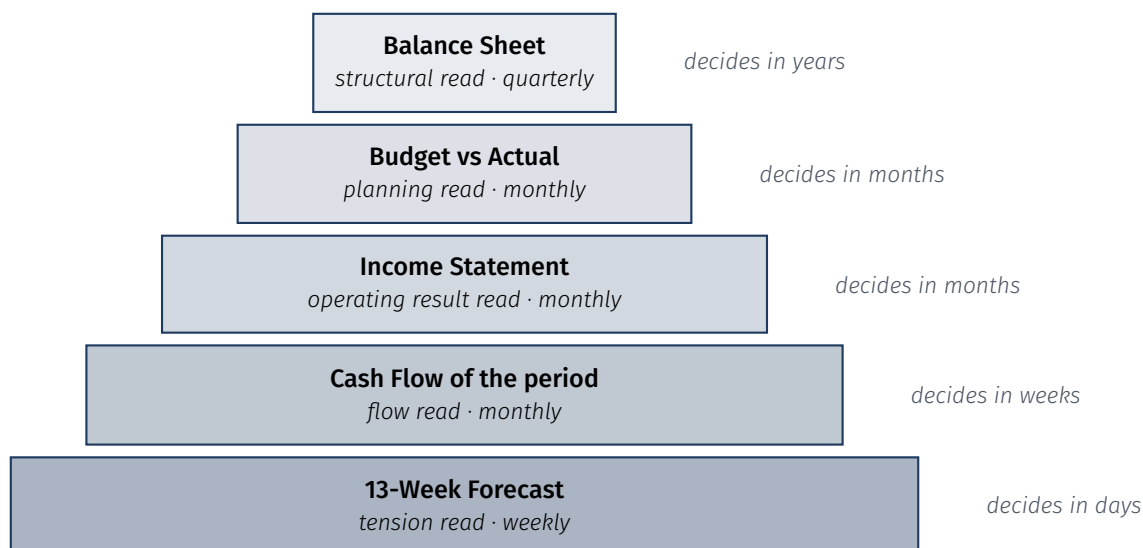 Balance Sheet
structural read · quarterly
decides in years
Budget vs Actual
planning read · monthly
decides in months
Income Statement
operating result read · monthly
decides in months
Cash Flow of the period
flow read · monthly
decides in weeks
13-Week Forecast
tension read · weekly
decides in days